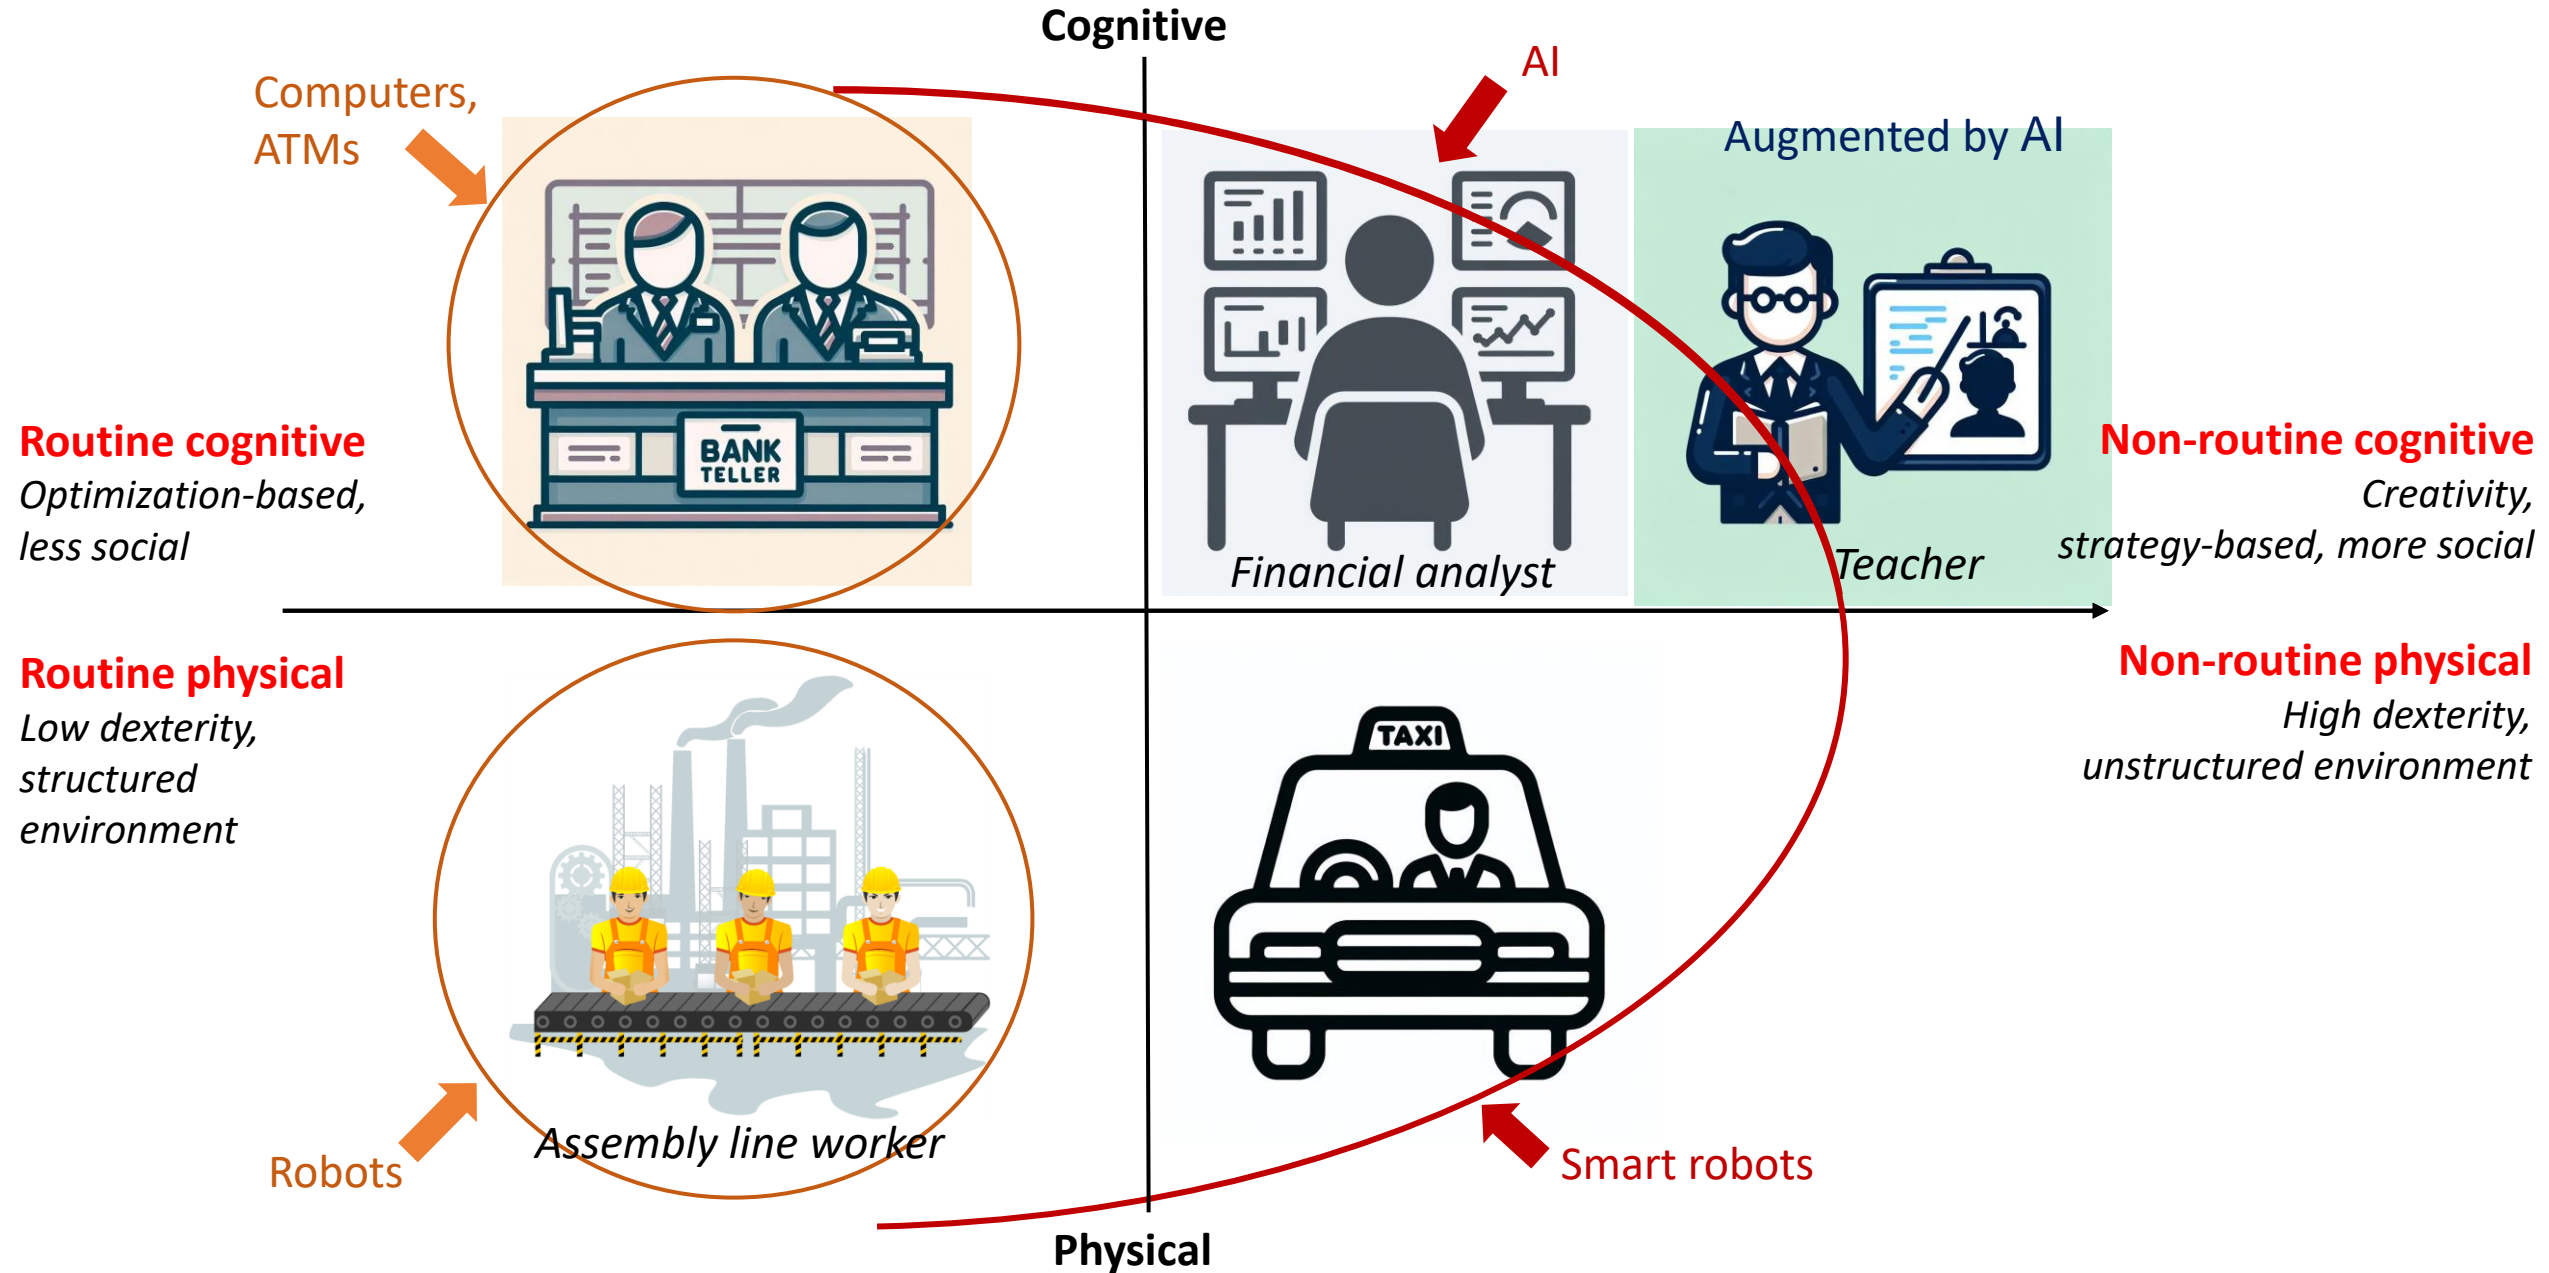 Cognitive
AI
Computers,
ATMs
Augmented by AI
BANK
TELLER
Routine cognitive
Optimization-based,
less social
Financial analyst
Teacher
Non-routine cognitive
Creativity,
strategy-based, more social
Routine physical
Low dexterity,
structured
environment
TAXI
Non-routine physical
High dexterity,
unstructured environment
Assembly line worker
Robots
Smart robots
Physical